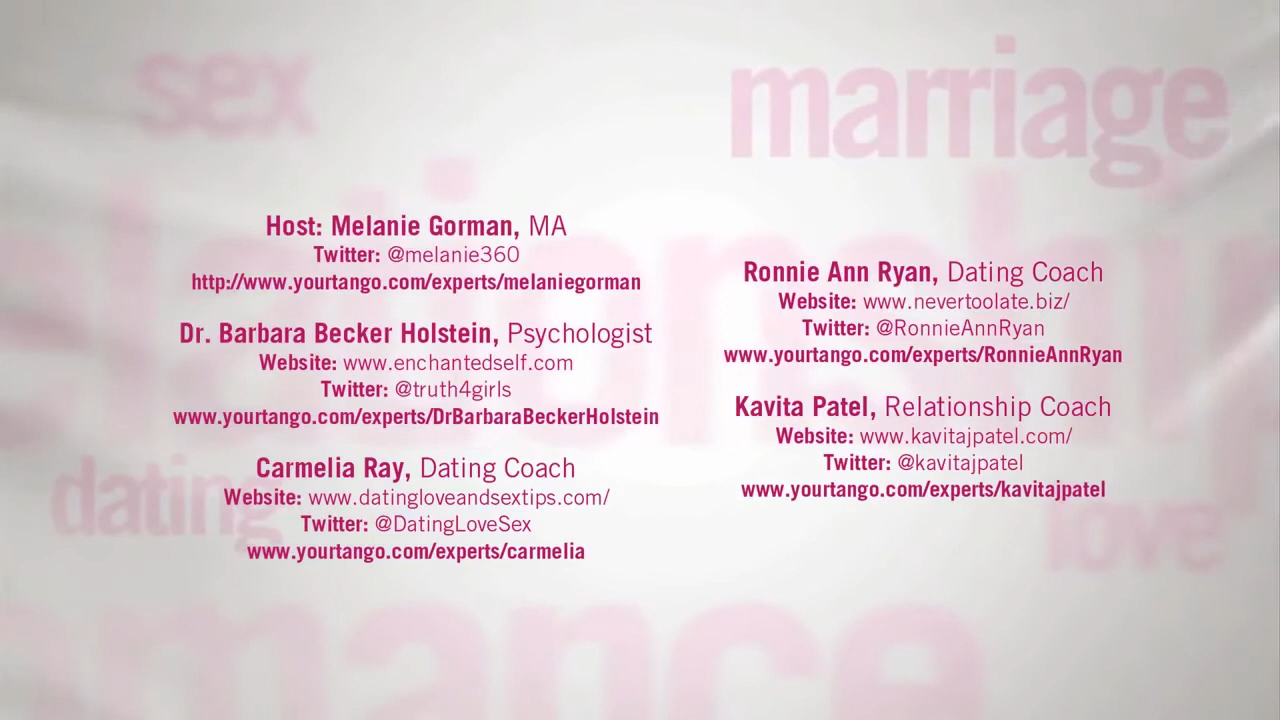 sex
marriage
Host: Melanie Gorman, MA
Twitter: @melanie360
http://www.yourtango.com/experts/melaniegorman
Dr. Barbara Becker Holstein, Psychologist
Website: www.enchantedself.com
Twitter: @truth4girls
www.yourtango.com/experts/DrBarbaraBeckerHolstein
Carmelia Ray, Dating Coach
Website: www.datingloveandsextips.com/
Twitter: @DatingLoveSex
www.yourtango.com/experts/carmelia
Ronnie Ann Ryan, Dating Coach
Website: www.nevertoolate.biz/
Twitter: @RonnieAnnRyan
www.yourtango.com/experts/RonnieAnnRyan
Kavita Patel, Relationship Coach
Website: www.kavitajpatel.com/
Twitter: @kavitajpatel
www.yourtango.com/experts/kavitajpatel
dating
love
mance